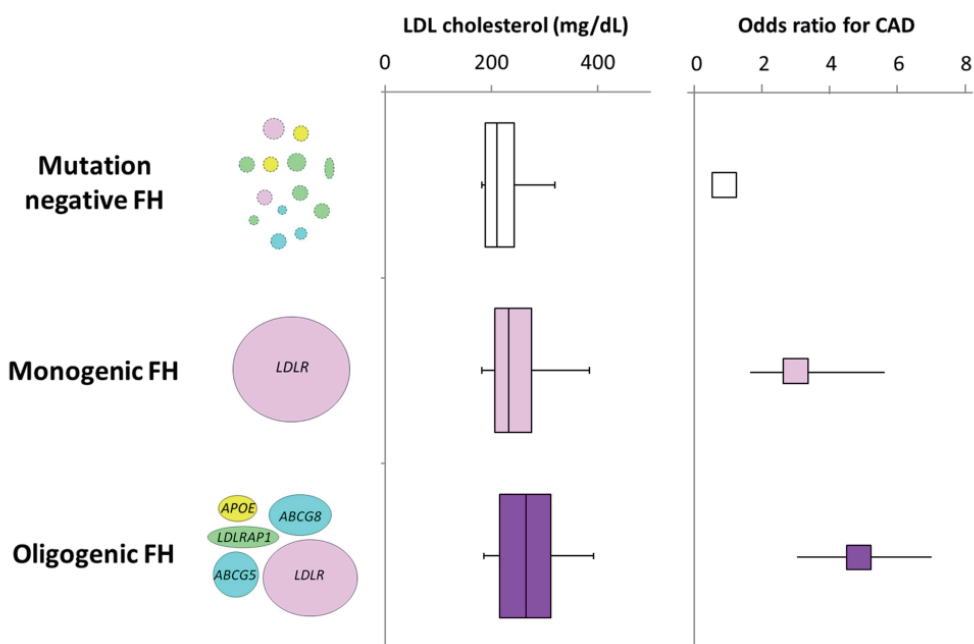 LDL cholesterol (mg/dL)
Odds ratio for CAD
0 200 400
0 2 4 6 8
Mutation
negative FH
Monogenic FH
LDLR
Oligogenic FH
APOE
ABCG8
LDLRAP1
ABCG5
LDLR